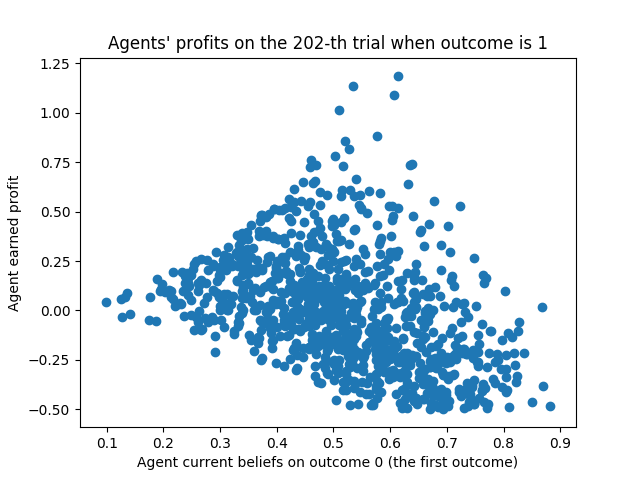 Agents' profits on the 202-th trial when outcome is 1
1.25
1.00
0.75
0.50
0.25
0.00
−0.25
−0.50
Agent earned profit
0.1 0.2 0.3 0.4 0.5 0.6 0.7 0.8 0.9
Agent current beliefs on outcome 0 (the first outcome)